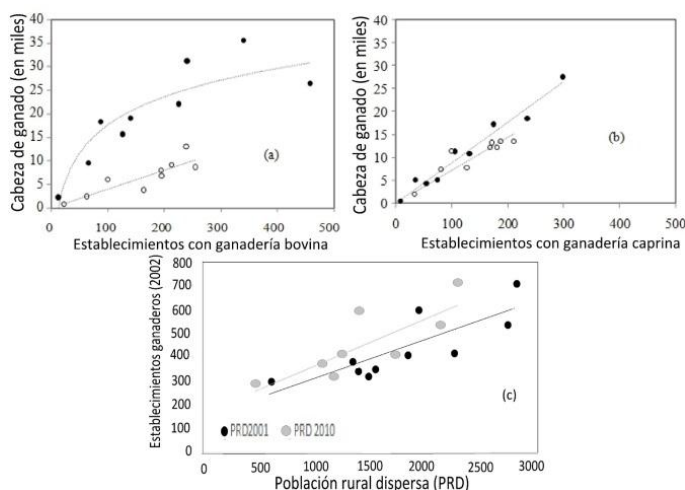 Cabeza de ganado (en miles)
40
35
30
25
20
15
10
5
0
(a)
0 100 200 300 400 500
Establecimientos con ganadería bovina
Cabeza de ganado (en miles)
40
35
30
25
20
15
10
5
0
(b)
0 100 200 300 400 500
Establecimientos con ganadería caprina
Establecimientos ganaderos (2002)
800
700
600
500
400
300
200
100
0
(c)
PRD2001 PRD 2010
0 500 1000 1500 2000 2500 3000
Población rural dispersa (PRD)